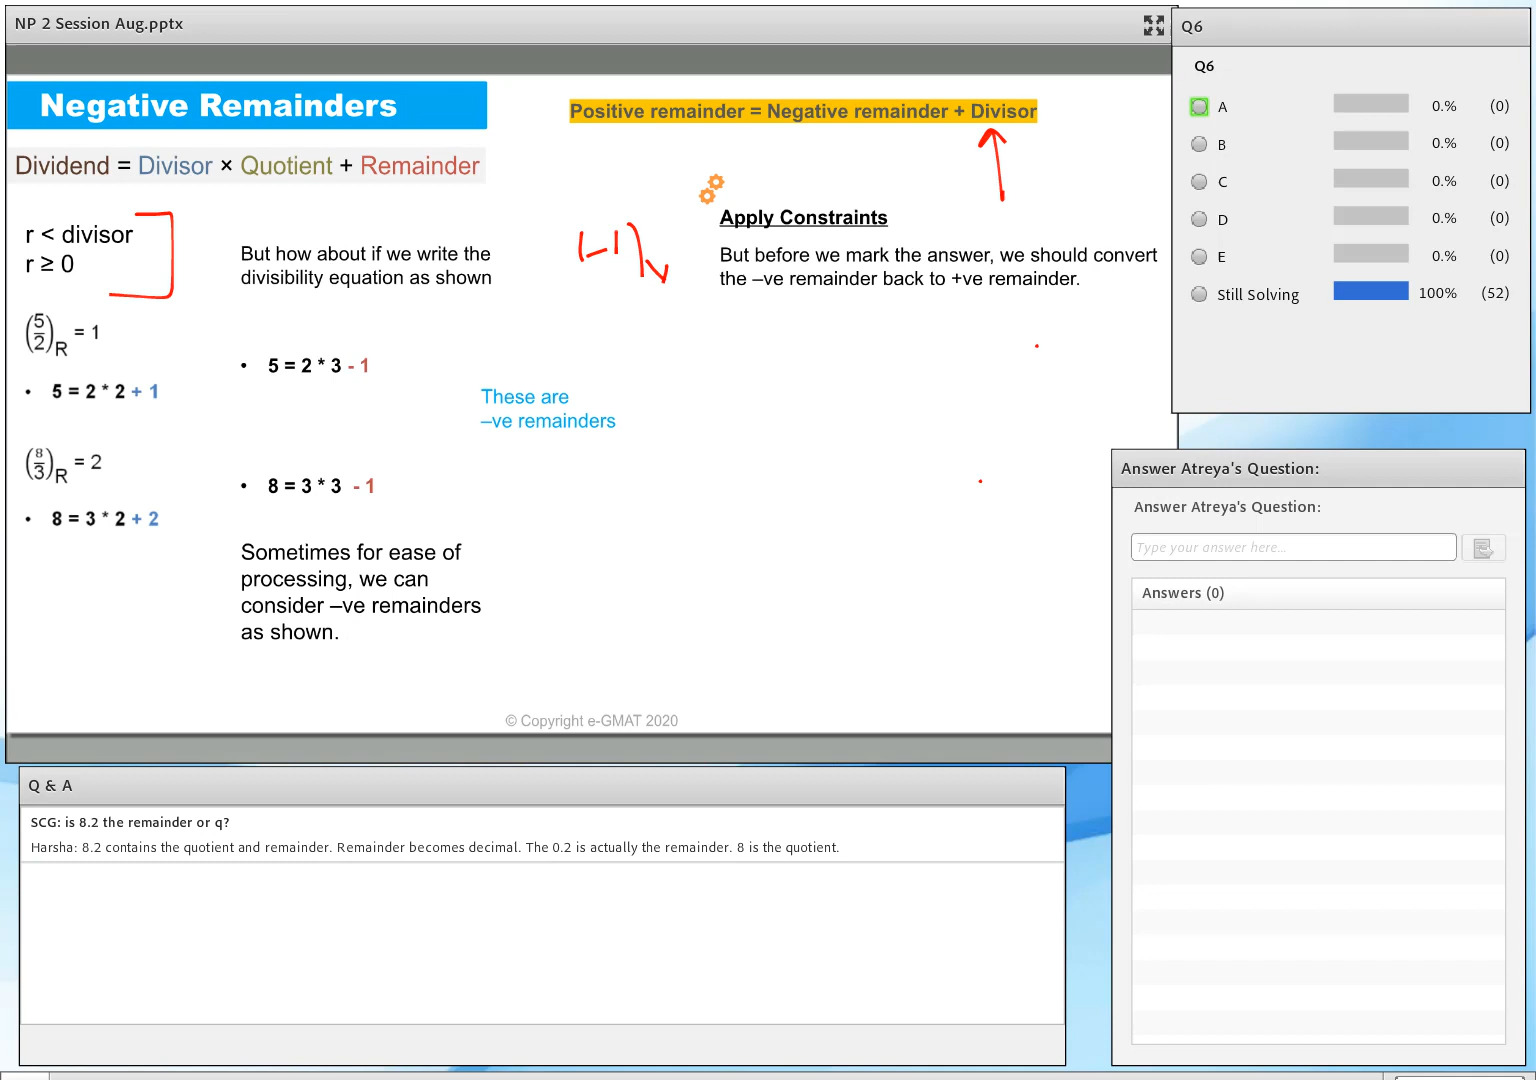 NP 2 Session Aug.pptx
Negative Remainders
Positive remainder = Negative remainder + Divisor
Dividend = Divisor × Quotient + Remainder
r < divisor
r ≥ 0
But how about if we write the
divisibility equation as shown
(-1)
Apply Constraints
But before we mark the answer, we should convert
the –ve remainder back to +ve remainder.
(5/2)R = 1
• 5 = 2 * 2 + 1
• 5 = 2 * 3 - 1
These are
–ve remainders
(8/3)R = 2
• 8 = 3 * 3 - 1
• 8 = 3 * 2 + 2
Sometimes for ease of
processing, we can
consider –ve remainders
as shown.
© Copyright e-GMAT 2020
Q6
Q6
A 0.% (0)
B 0.% (0)
C 0.% (0)
D 0.% (0)
E 0.% (0)
Still Solving 100% (52)
Answer Atreya's Question:
Answer Atreya's Question:
Type your answer here...
Answers (0)
Q & A
SCG: is 8.2 the remainder or q?
Harsha: 8.2 contains the quotient and remainder. Remainder becomes decimal. The 0.2 is actually the remainder. 8 is the quotient.